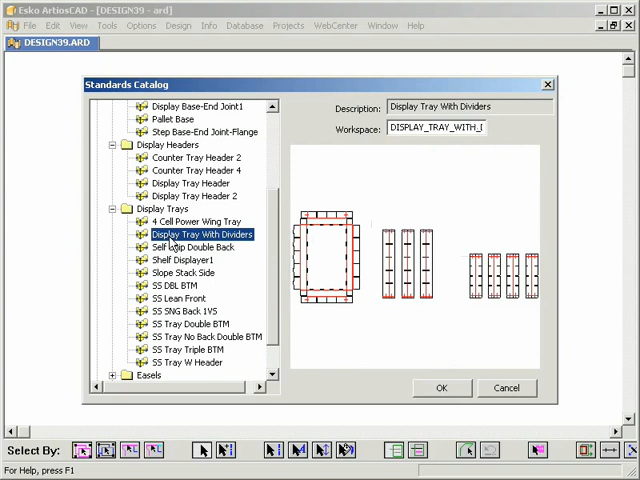 Esko ArtiosCAD - [DESIGN39 - ard]
File Edit View Tools Options Design Info Database Projects WebCenter Window Help
DESIGN39.ARD
Standards Catalog
Display Base-End Joint1
Pallet Base
Step Base-End Joint-Flange
Display Headers
Counter Tray Header 2
Counter Tray Header 4
Display Tray Header
Display Tray Header 2
Display Trays
4 Cell Power Wing Tray
Display Tray With Dividers
Self Clip Double Back
Shelf Displayer1
Slope Stack Side
SS DBL BTM
SS Lean Front
SS SNG Back 1VS
SS Tray Double BTM
SS Tray No Back Double BTM
SS Tray Triple BTM
SS Tray W Header
Easels
Description: Display Tray With Dividers
Workspace: DISPLAY_TRAY_WITH_
OK Cancel
Select By:
For Help, press F1